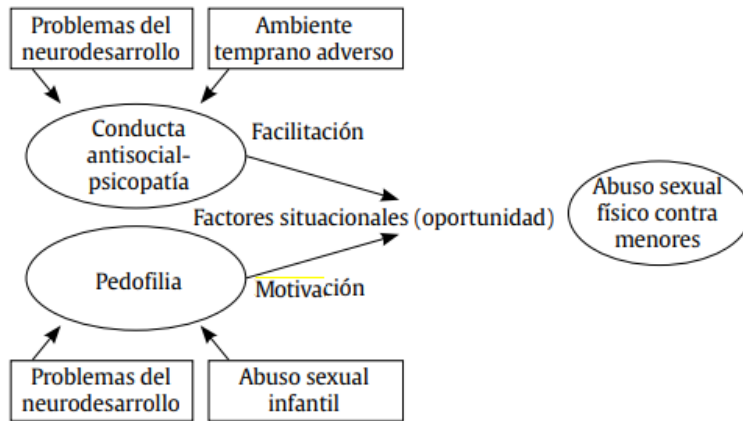 Problemas del
neurodesarrollo
Ambiente
temprano adverso
Conducta
antisocial-
psicopatía
Facilitación
Factores situacionales (oportunidad)
Abuso sexual
físico contra
menores
Pedofilia
Motivación
Problemas del
neurodesarrollo
Abuso sexual
infantil